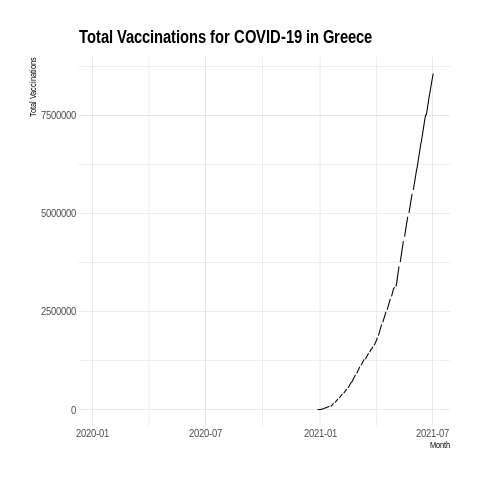 Total Vaccinations for COVID-19 in Greece
Total Vaccinations
7500000
5000000
2500000
0
2020-01 2020-07 2021-01 2021-07
Month